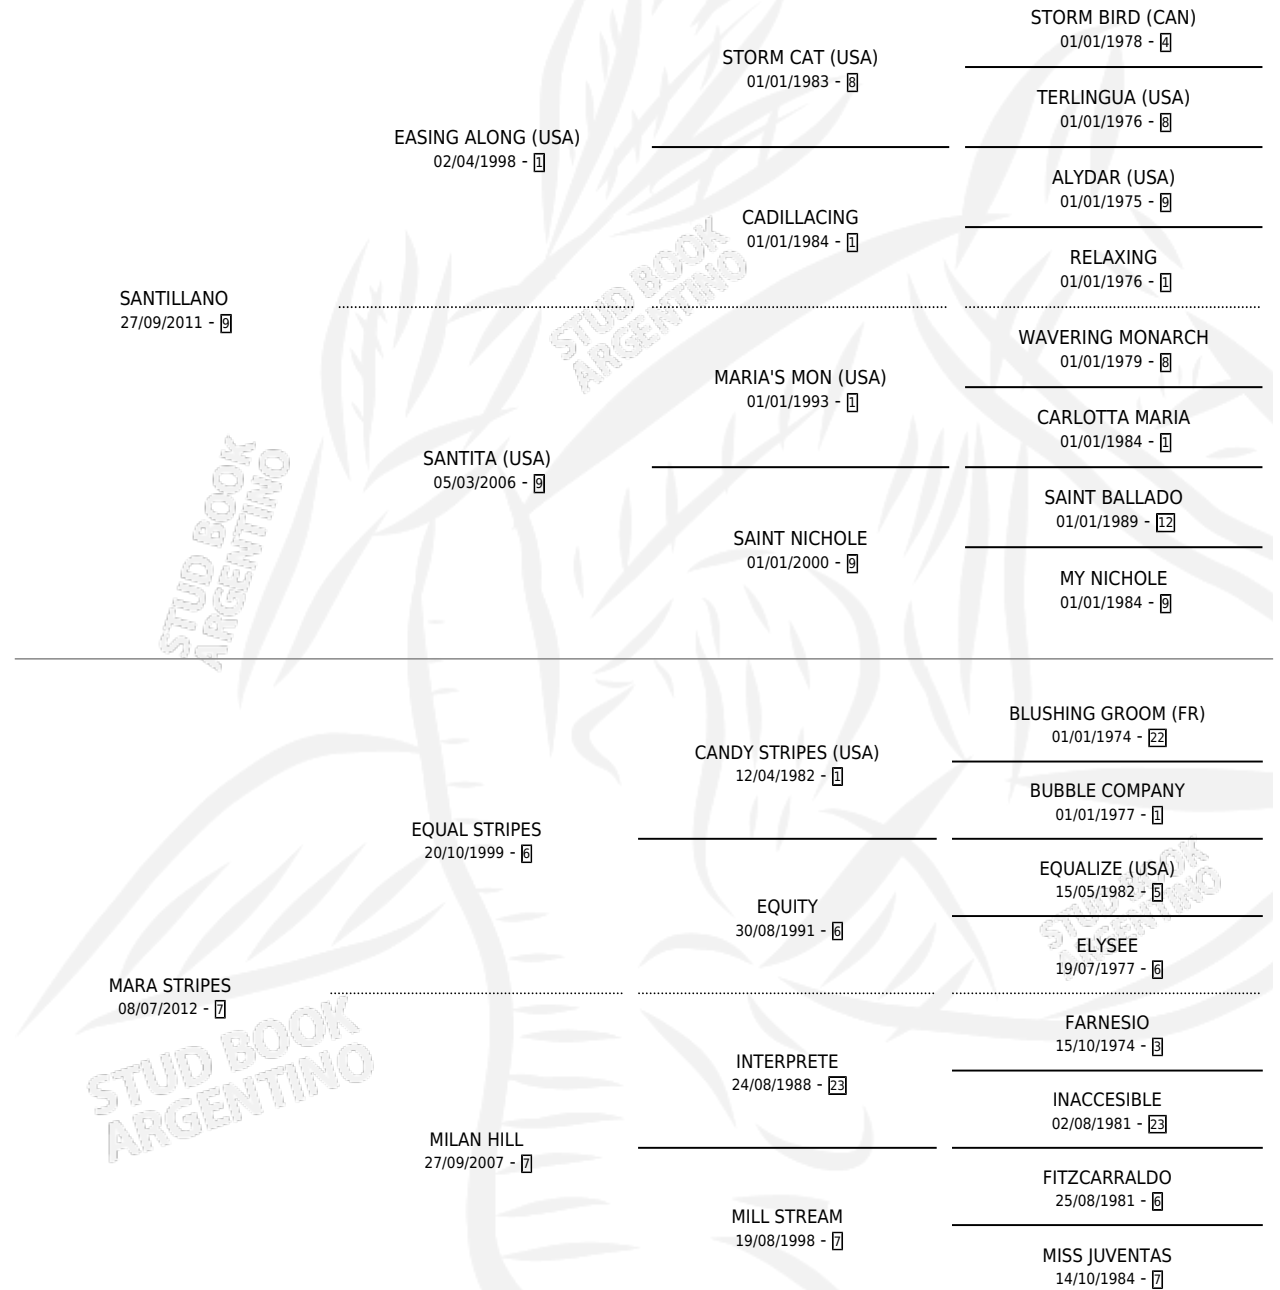 STORM BIRD (CAN)
01/01/1978 - 4
STORM CAT (USA)
01/01/1983 - 8
TERLINGUA (USA)
01/01/1976 - 8
EASING ALONG (USA)
02/04/1998 - 1
ALYDAR (USA)
01/01/1975 - 9
CADILLACING
01/01/1984 - 1
RELAXING
01/01/1976 - 1
SANTILLANO
27/09/2011 - 9
WAVERING MONARCH
01/01/1979 - 8
MARIA'S MON (USA)
01/01/1993 - 1
CARLOTTA MARIA
01/01/1984 - 1
SANTITA (USA)
05/03/2006 - 9
SAINT BALLADO
01/01/1989 - 12
SAINT NICHOLE
01/01/2000 - 9
MY NICHOLE
01/01/1984 - 9
BLUSHING GROOM (FR)
01/01/1974 - 22
CANDY STRIPES (USA)
12/04/1982 - 1
BUBBLE COMPANY
01/01/1977 - 1
EQUAL STRIPES
20/10/1999 - 6
EQUALIZE (USA)
15/05/1982 - 5
EQUITY
30/08/1991 - 6
ELYSEE
19/07/1977 - 6
MARA STRIPES
08/07/2012 - 7
FARNESIO
15/10/1974 - 3
INTERPRETE
24/08/1988 - 23
INACCESIBLE
02/08/1981 - 23
MILAN HILL
27/09/2007 - 7
FITZCARRALDO
25/08/1981 - 6
MILL STREAM
19/08/1998 - 7
MISS JUVENTAS
14/10/1984 - 7
STUD BOOK
ARGENTINO
STUD BOOK
ARGENTINO
STUD BOOK
ARGENTINO
STUD BOOK
ARGENTINO